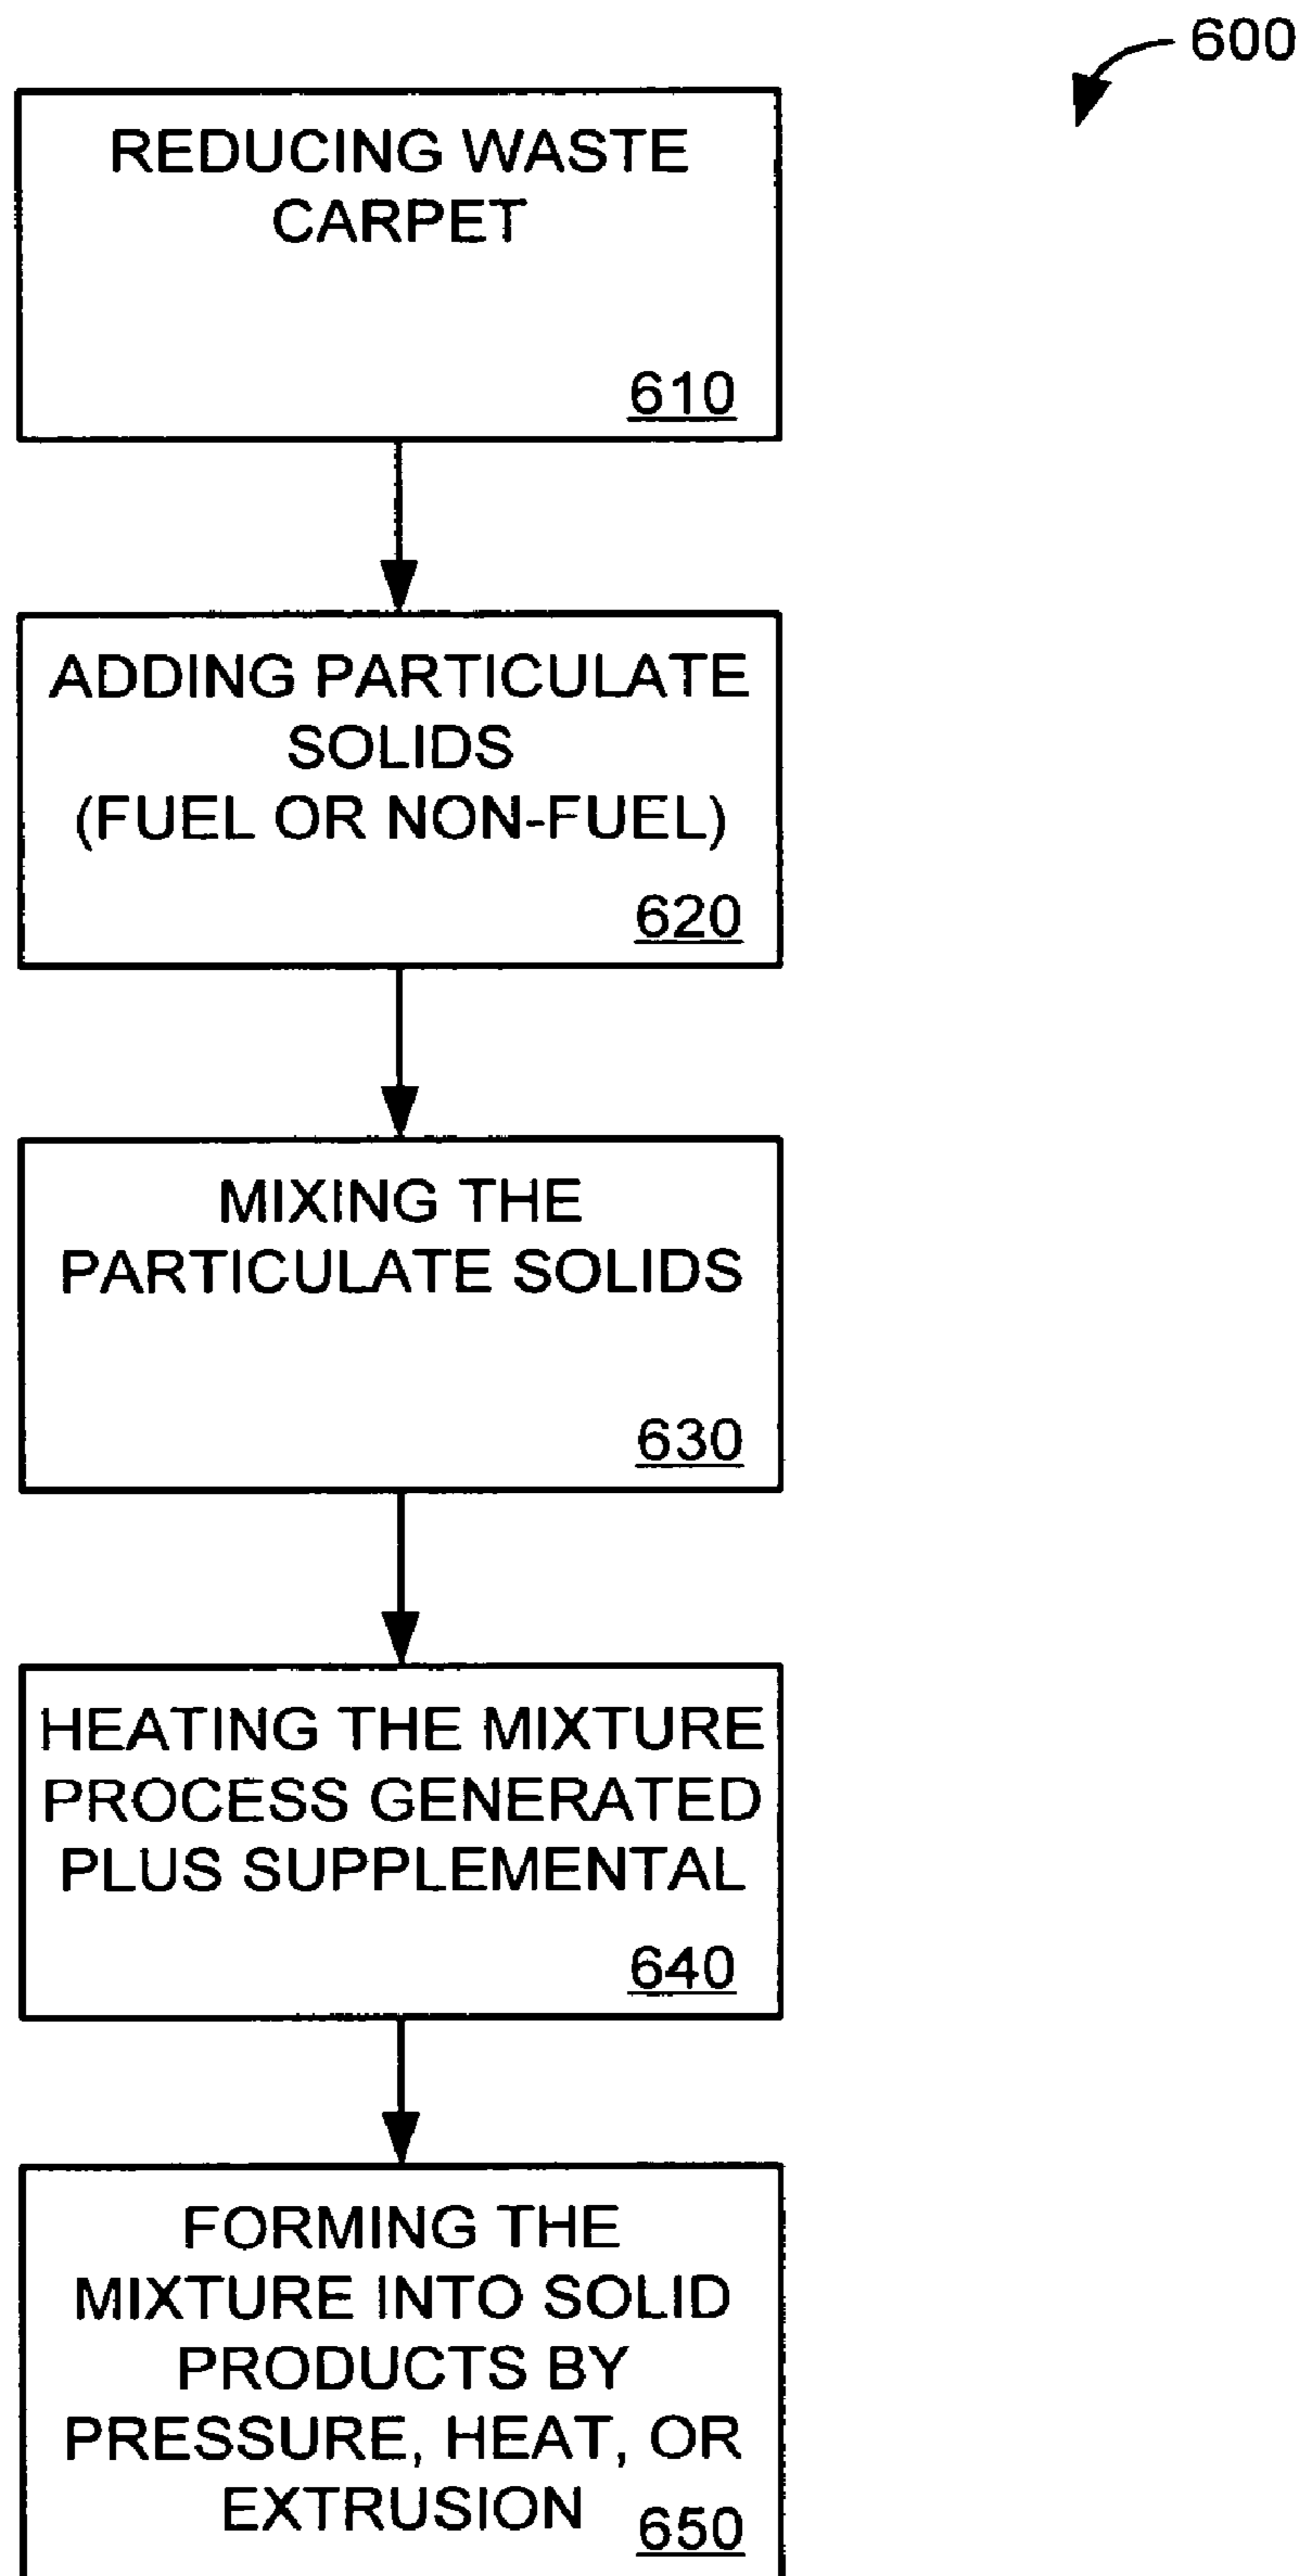 600
REDUCING WASTE
CARPET
610
ADDING PARTICULATE
SOLIDS
(FUEL OR NON-FUEL)
620
MIXING THE
PARTICULATE SOLIDS
630
HEATING THE MIXTURE
PROCESS GENERATED
PLUS SUPPLEMENTAL
640
FORMING THE
MIXTURE INTO SOLID
PRODUCTS BY
PRESSURE, HEAT, OR
EXTRUSION 650